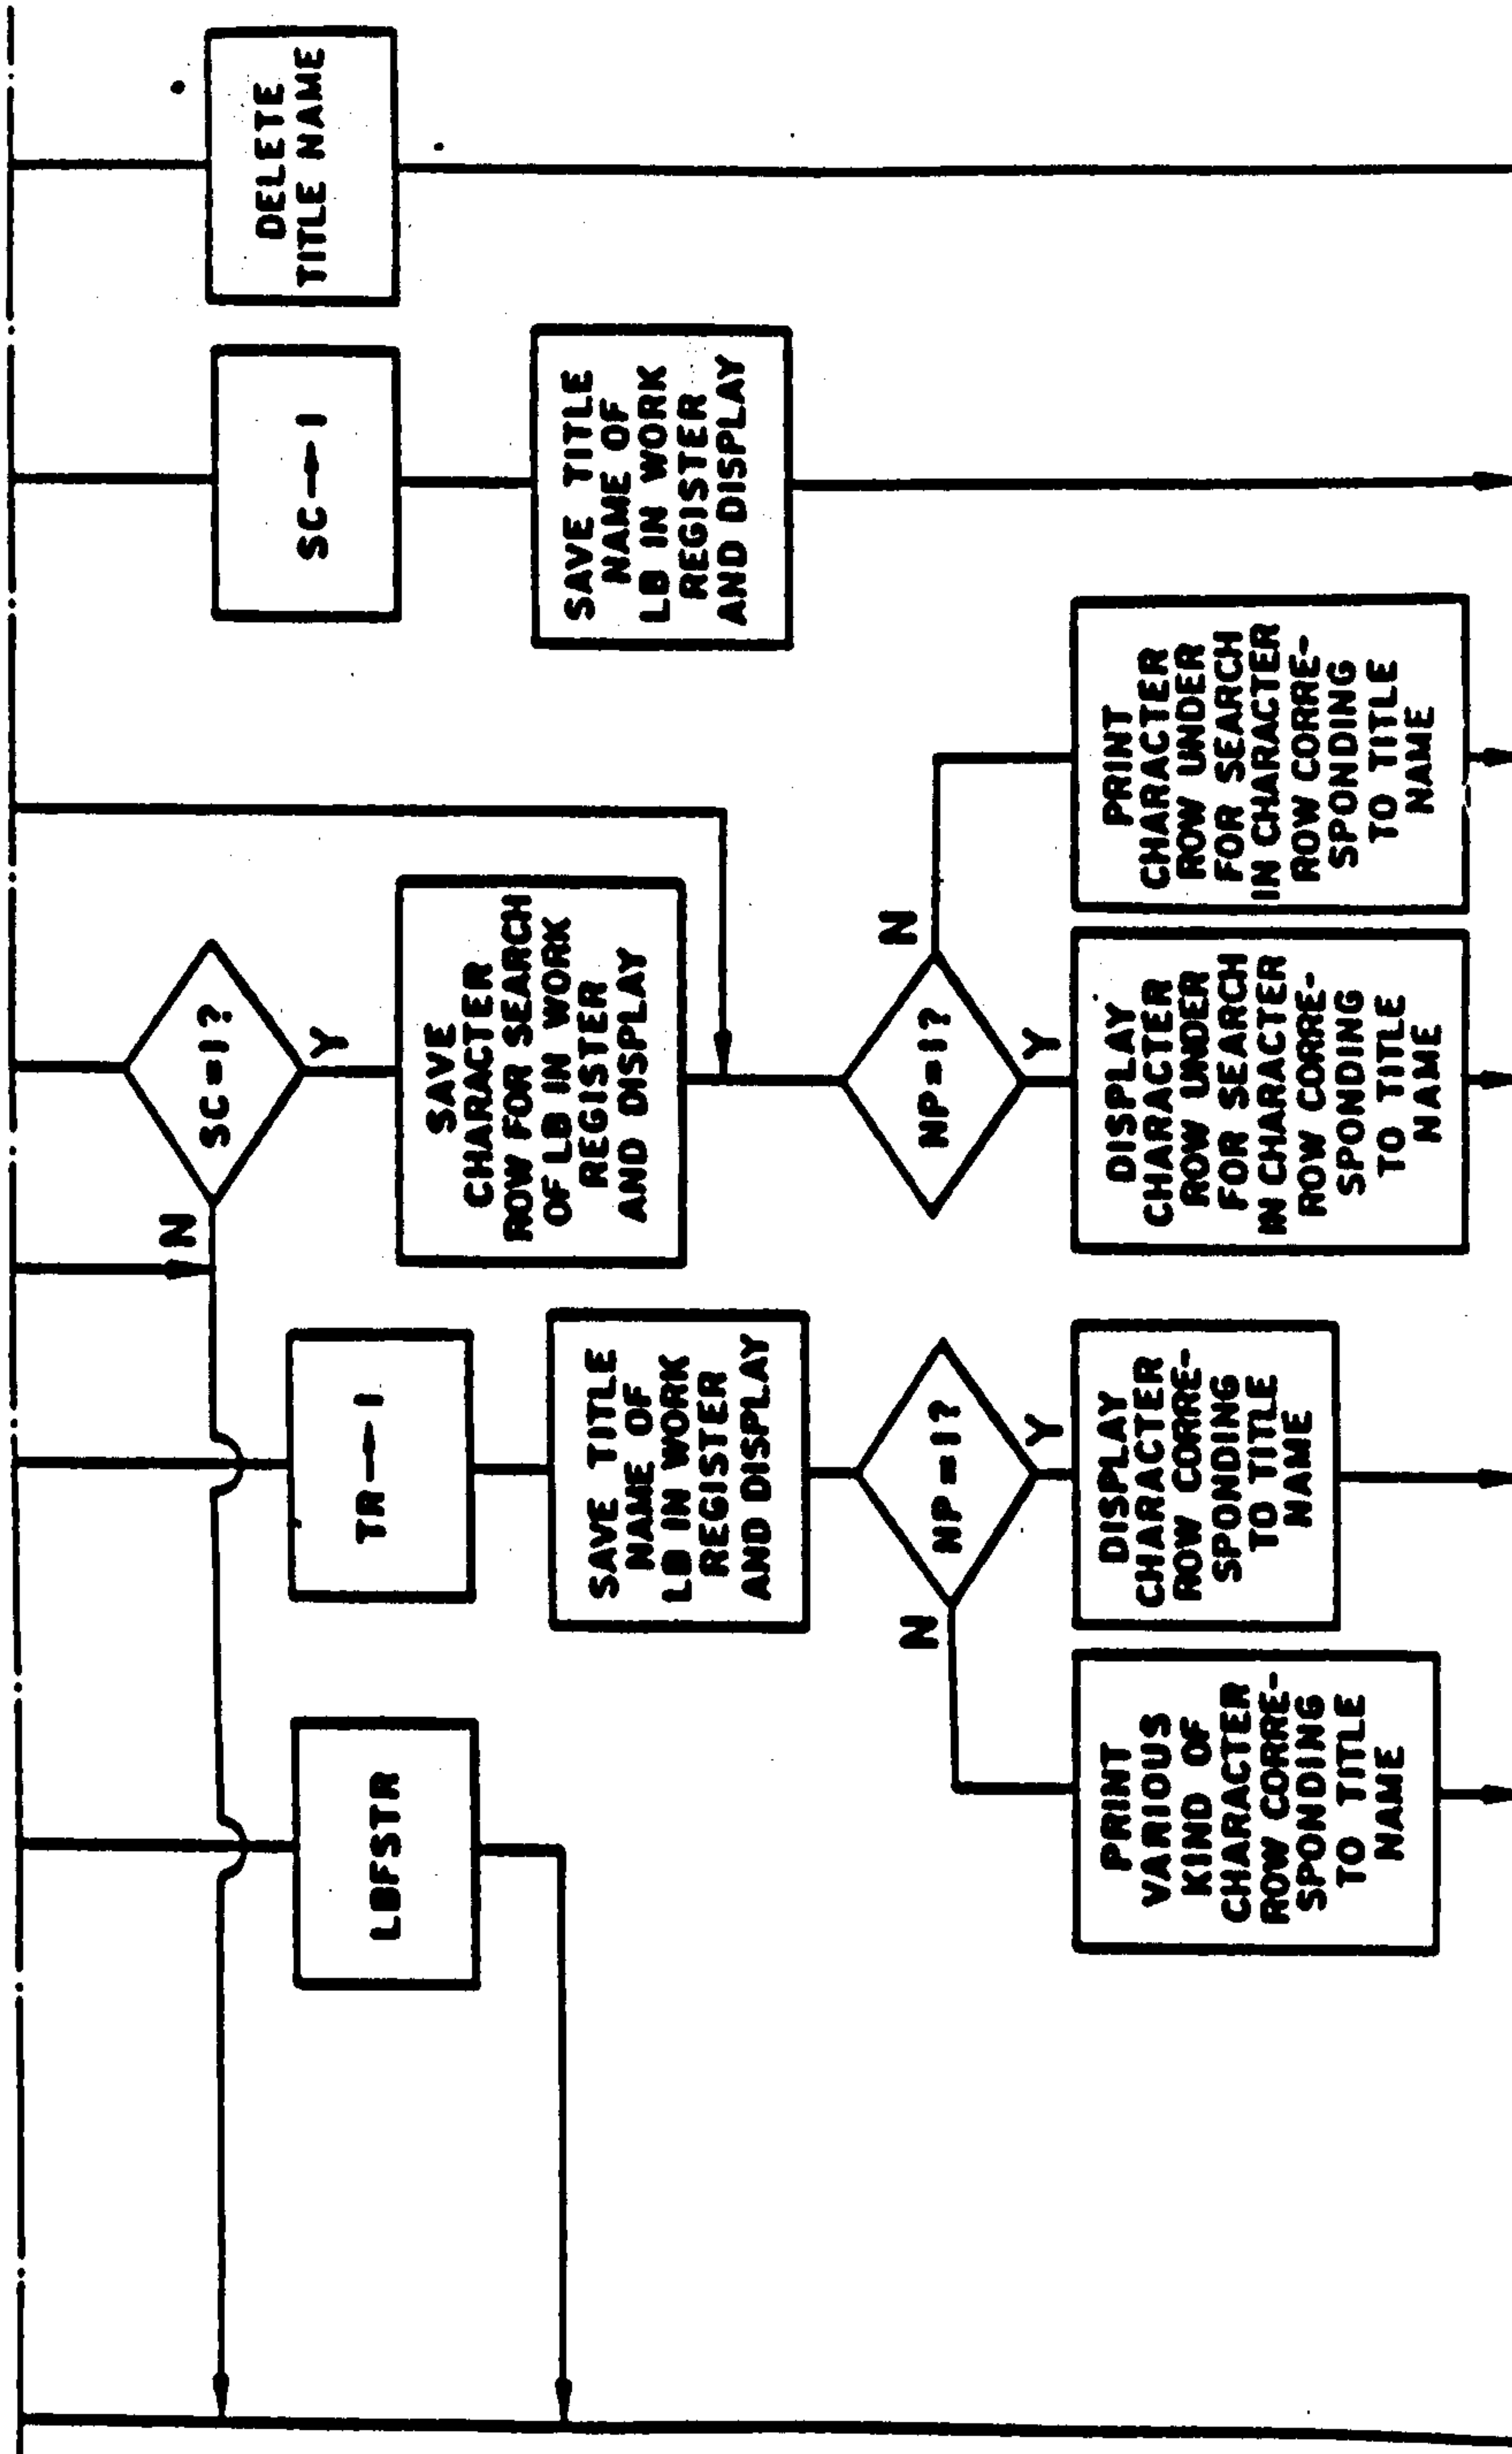 LBFSTR
TR→1
N
SC=1?
Y
SC→1
DELETE
TITLE NAME
SAVE TITLE
NAME OF
LB IN WORK
REGISTER
AND DISPLAY
SAVE
CHARACTER
ROW FOR SEARCH
OF LB IN WORK
REGISTER
AND DISPLAY
SAVE TITLE
NAME OF
LB IN WORK
REGISTER
AND DISPLAY
N
NP=1?
Y
NP=1?
N
Y
PRINT
VARIOUS
KIND OF
CHARACTER
ROW CORRE-
SPONDING
TO TITLE
NAME
DISPLAY
CHARACTER
ROW CORRE-
SPONDING
TO TITLE
NAME
DISPLAY
CHARACTER
ROW UNDER
FOR SEARCH
IN CHARACTER
ROW CORRE-
SPONDING
TO TITLE
NAME
PRINT
CHARACTER
ROW UNDER
FOR SEARCH
IN CHARACTER
ROW CORRE-
SPONDING
TO TITLE
NAME